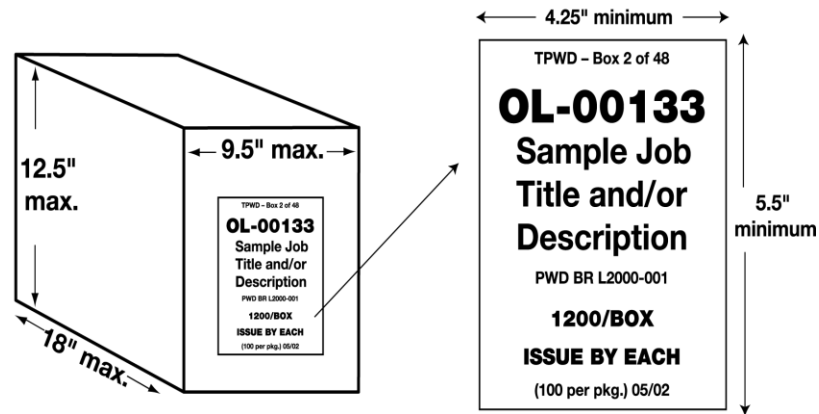 12.5"
max.
9.5" max.
18" max.
TPWD – Box 2 of 48
OL-00133
Sample Job
Title and/or
Description
PWD BR L2000-001
1200/BOX
ISSUE BY EACH
(100 per pkg.) 05/02
4.25" minimum
TPWD – Box 2 of 48
OL-00133
Sample Job
Title and/or
Description
PWD BR L2000-001
1200/BOX
ISSUE BY EACH
(100 per pkg.) 05/02
5.5"
minimum